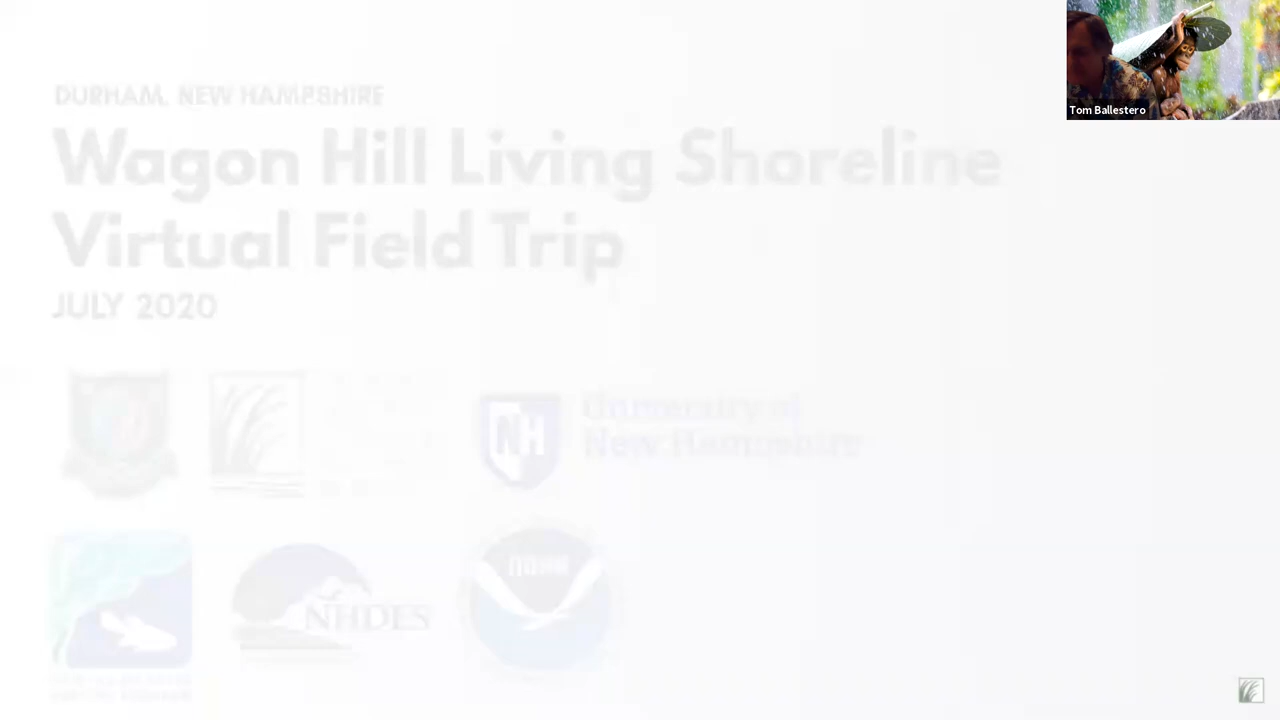 DURHAM, NEW HAMPSHIRE
Wagon Hill Living Shoreline
Virtual Field Trip
JULY 2020
NH
University of
New Hampshire
NHDES
noaa
Tom Ballestero